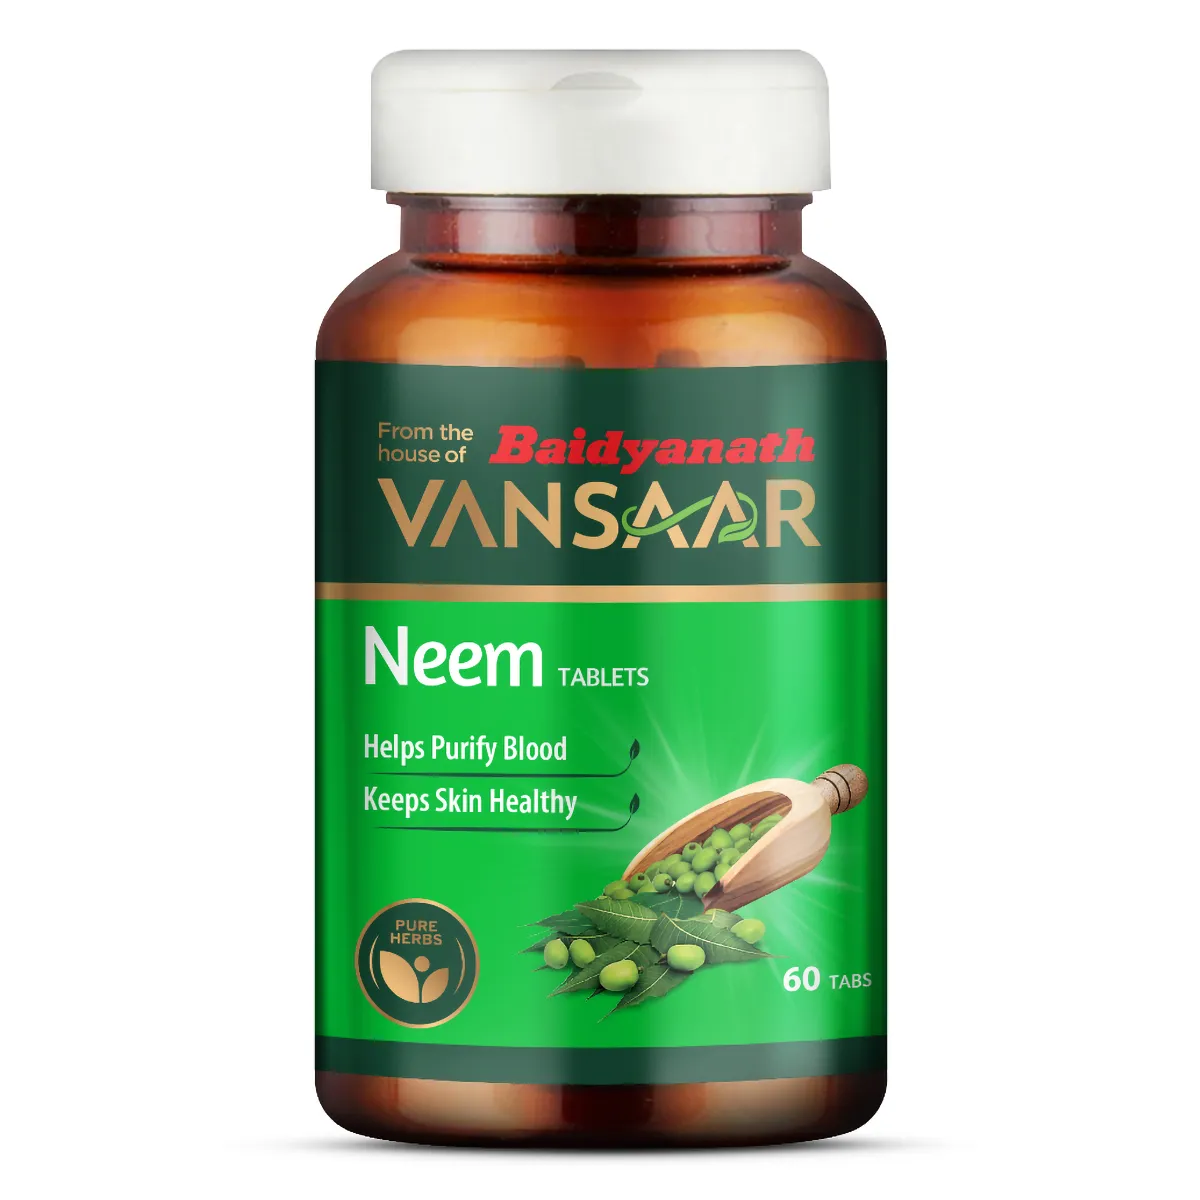 From the
house of Baidyanath
VANSAAR
Neem TABLETS
Helps Purify Blood
Keeps Skin Healthy
PURE
HERBS
60 TABS